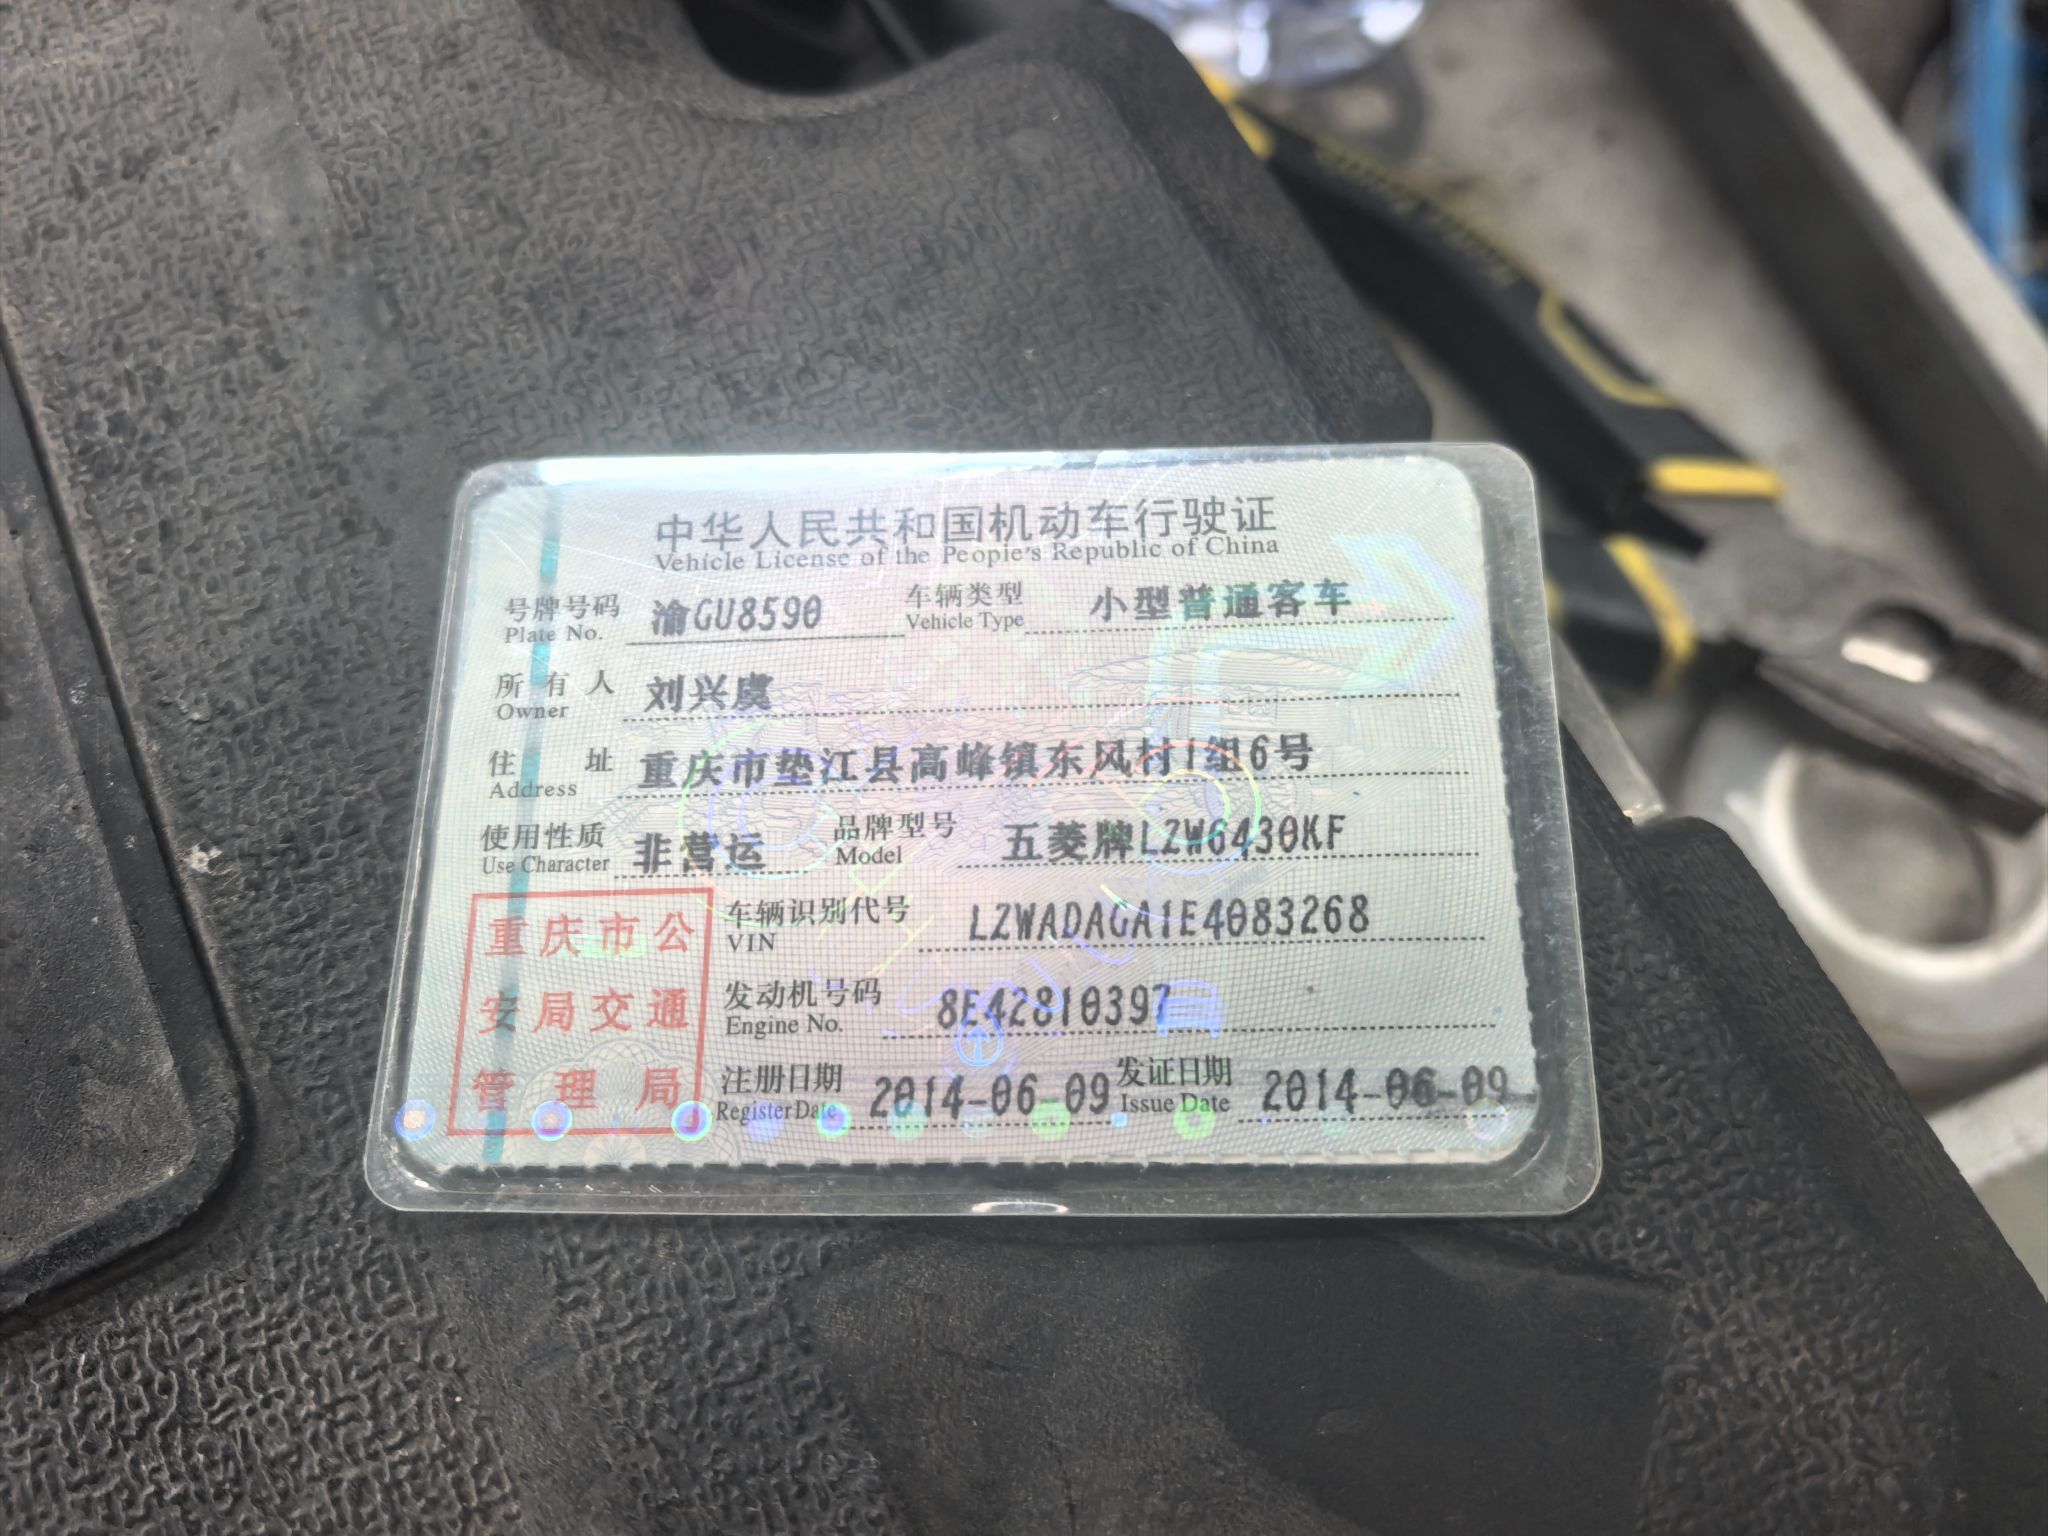 中华人民共和国机动车行驶证
Vehicle License of the People's Republic of China
号牌号码 渝GU8590 车辆类型 小型普通客车
Plate No. Vehicle Type
所有人 刘兴虞
Owner
住址 重庆市垫江县高峰镇东风村1组6号
Address
使用性质 非营运 品牌型号 五菱牌LZW6430KF
Use Character Model
重庆市公
安局交通
管理局
车辆识别代号 LZWADAGA1E4083268
VIN
发动机号码 8E42810397
Engine No.
注册日期 2014-06-09 发证日期 2014-06-09
Register Date Issue Date